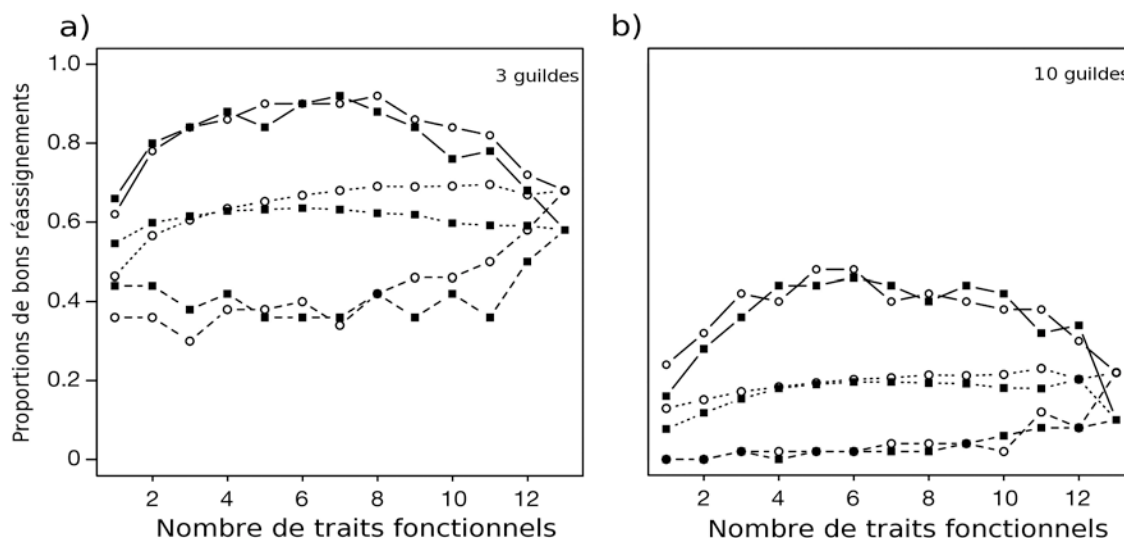 a)
3 guildes
Proportions de bons réassignements
1.0
0.8
0.6
0.4
0.2
0
2 4 6 8 10 12
Nombre de traits fonctionnels
b)
10 guildes
2 4 6 8 10 12
Nombre de traits fonctionnels